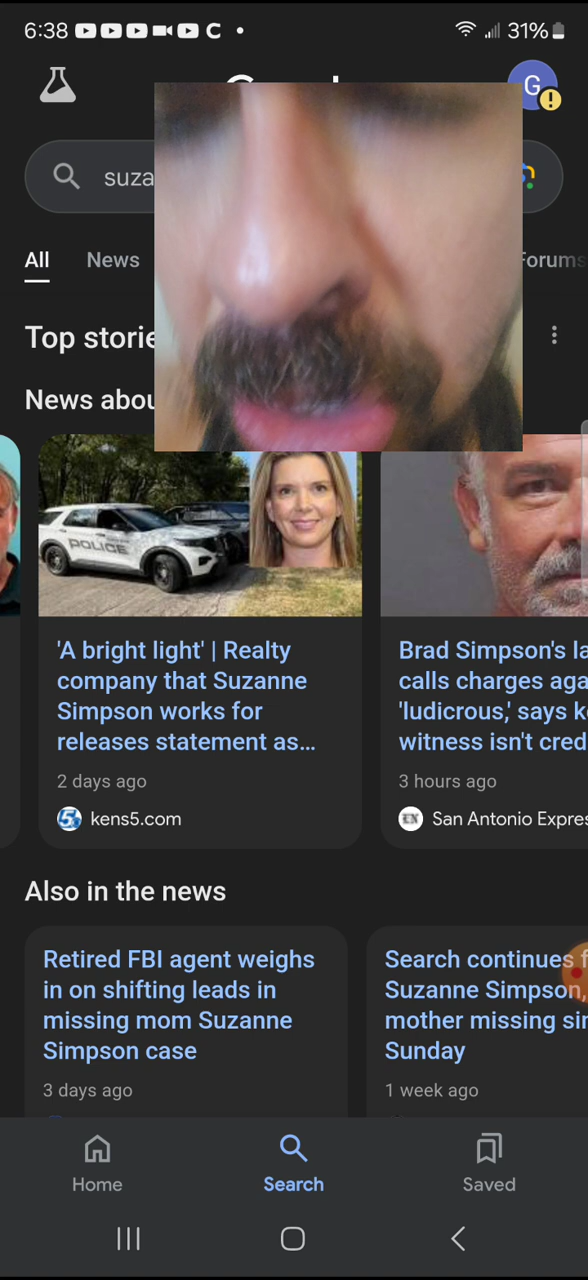 6:38 C 31%
G
suza
All News Forums
Top storie
News abou
POLICE
'A bright light' | Realty
company that Suzanne
Simpson works for
releases statement as...
2 days ago
5 kens5.com
Brad Simpson's la
calls charges aga
'ludicrous,' says k
witness isn't cred
3 hours ago
EN San Antonio Expres
Also in the news
Retired FBI agent weighs
in on shifting leads in
missing mom Suzanne
Simpson case
3 days ago
Search continues f
Suzanne Simpson,
mother missing sin
Sunday
1 week ago
Home Search Saved